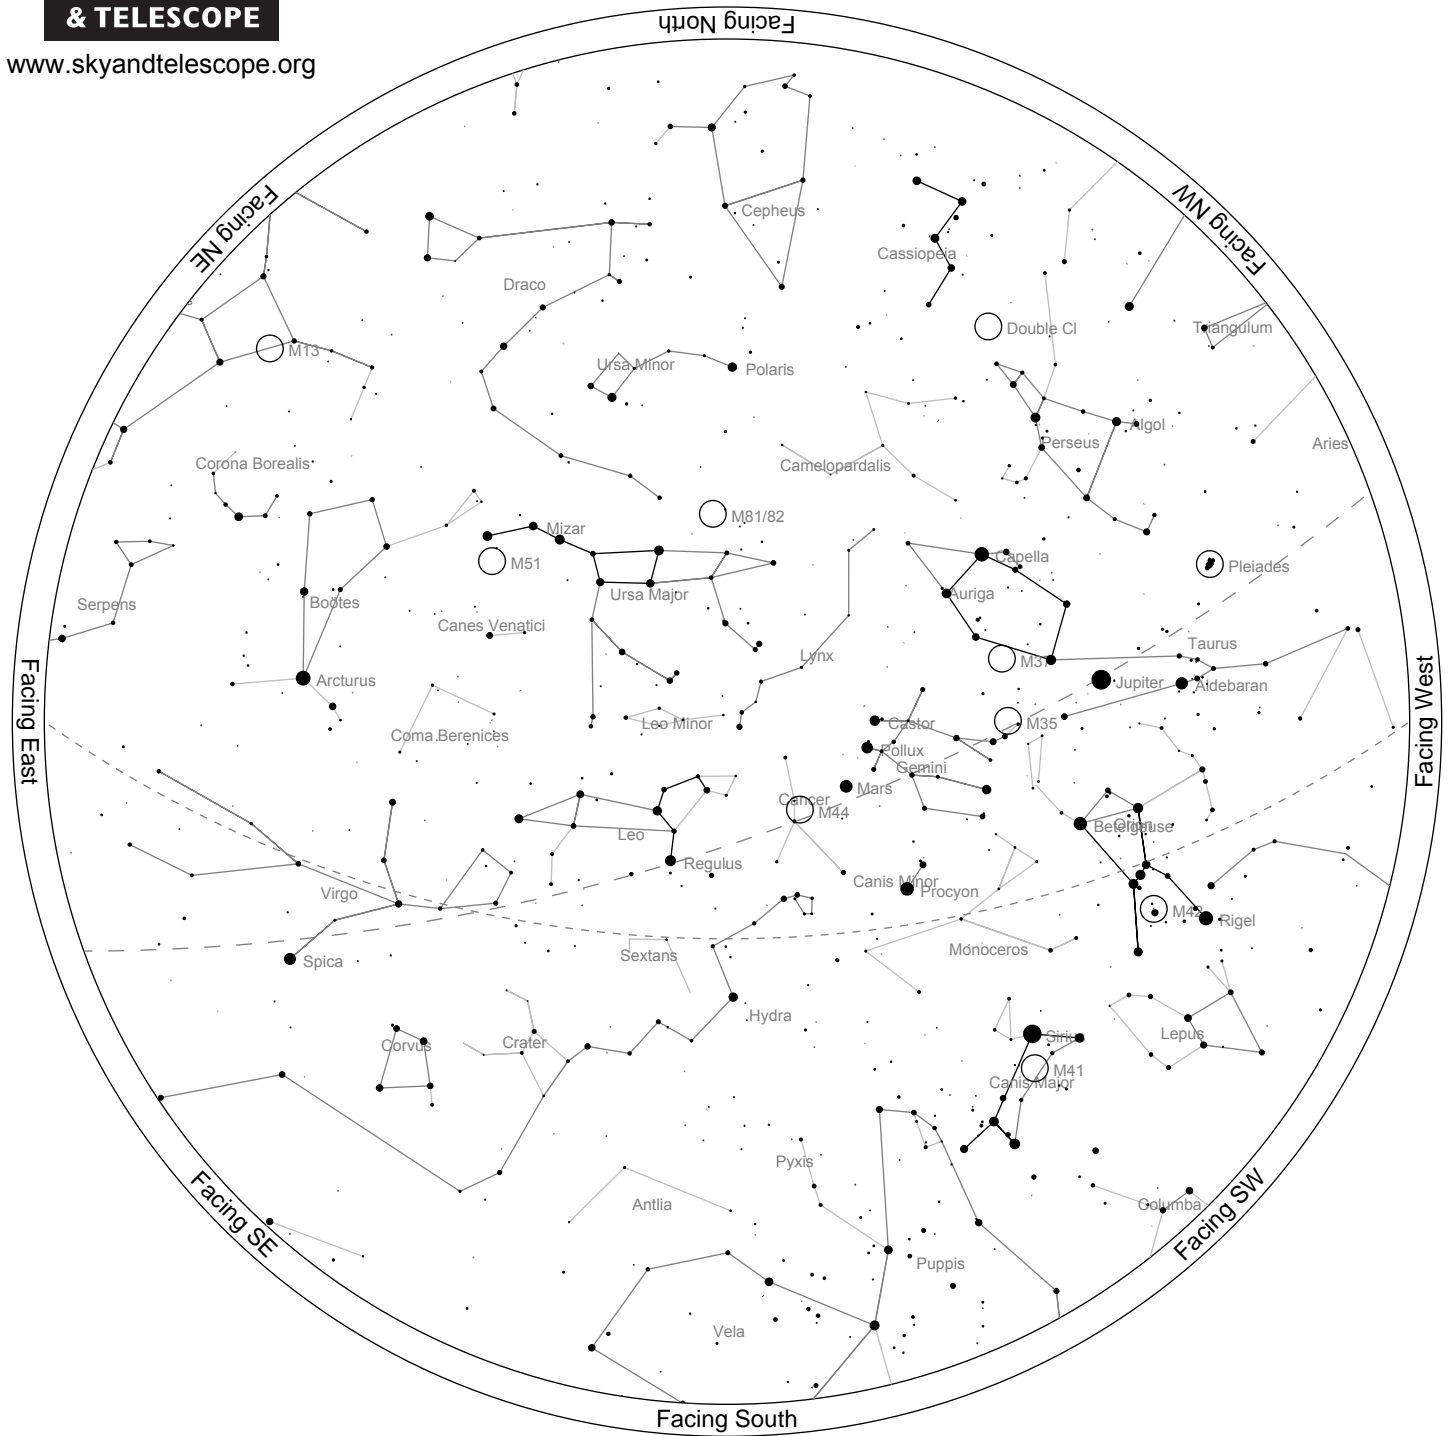 & TELESCOPE
www.skyandtelescope.org
Facing North
Facing NE
Facing NW
Cepheus
Cassiopeia
Draco
Double Cl
Triangulum
M13
Ursa Minor
Polaris
Algol
Perseus
Aries
Corona Borealis
Camelopardalis
M81/82
Mizar
M51
Capella
Pleiades
Ursa Major
Auriga
Serpens
Boötes
Canes Venatici
Taurus
Lynx
M37
Facing East
Arcturus
Jupiter
Aldebaran
Facing West
Leo Minor
Castor
M35
Coma Berenices
Pollux
Gemini
Mars
Cancer
M44
Betelgeuse
Orion
Leo
Regulus
Canis Minor
Procyon
Virgo
M42
Rigel
Spica
Sextans
Monoceros
Hydra
Corvus
Crater
Sirius
Lepus
M41
Canis Major
Pyxis
Antlia
Columba
Facing SE
Facing SW
Puppis
Vela
Facing South